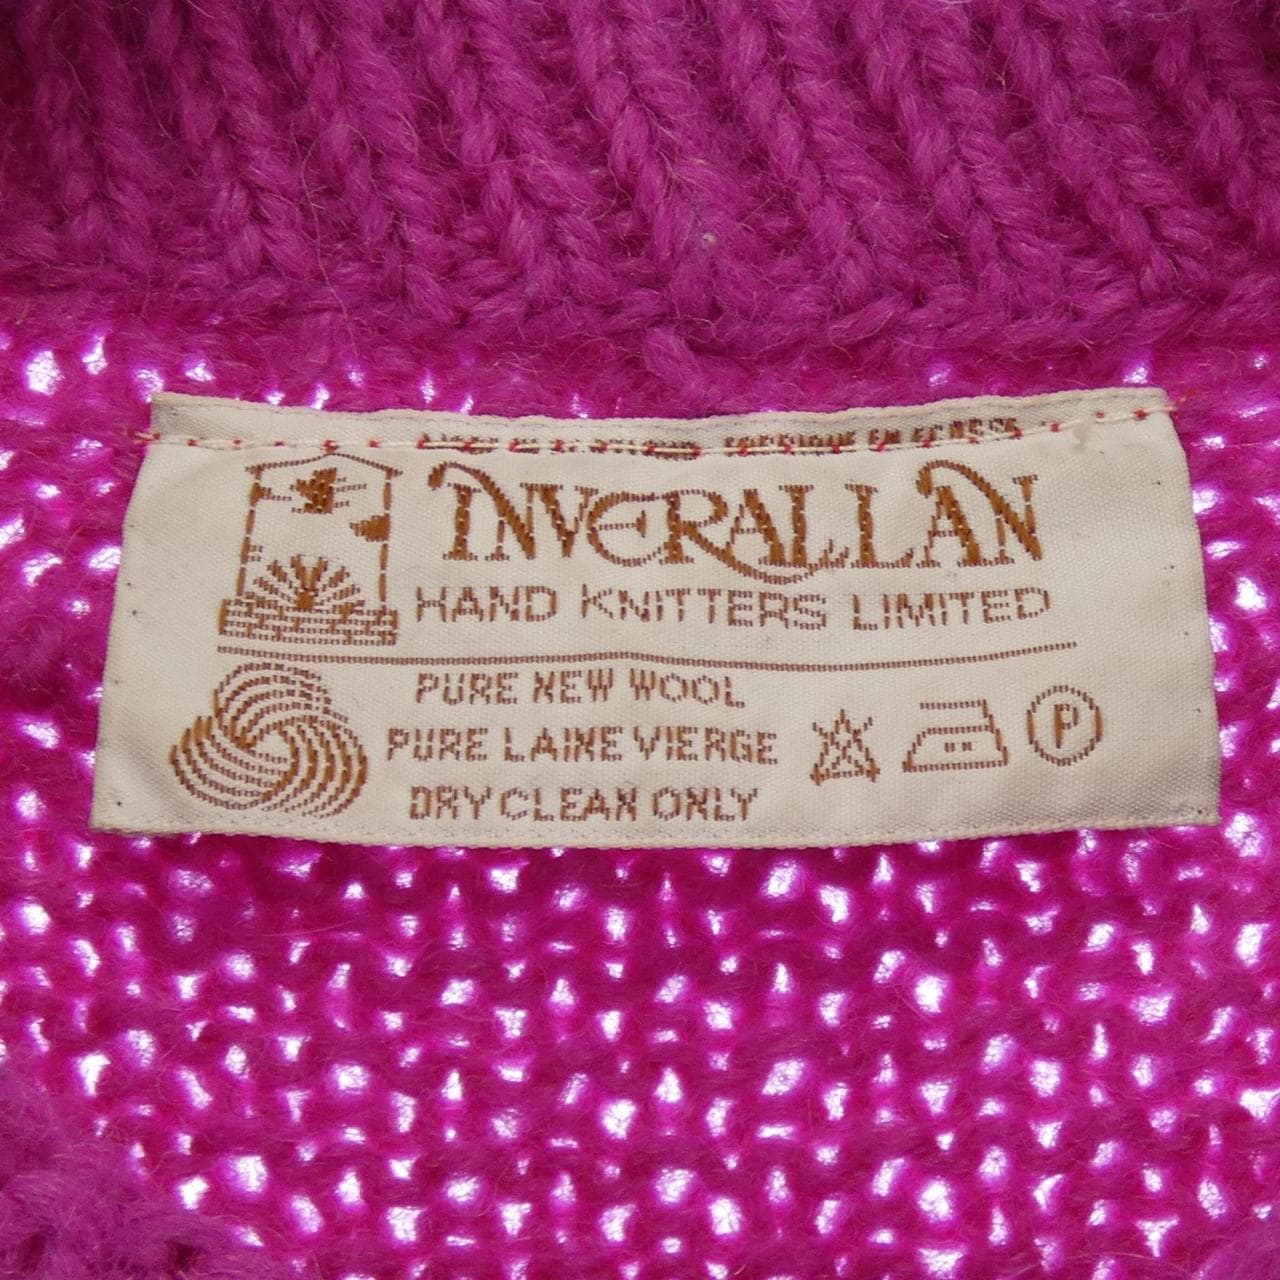 INVERALLAN
HAND KNITTERS LIMITED
PURE NEW WOOL
PURE LAINE VIERGE
DRY CLEAN ONLY
P